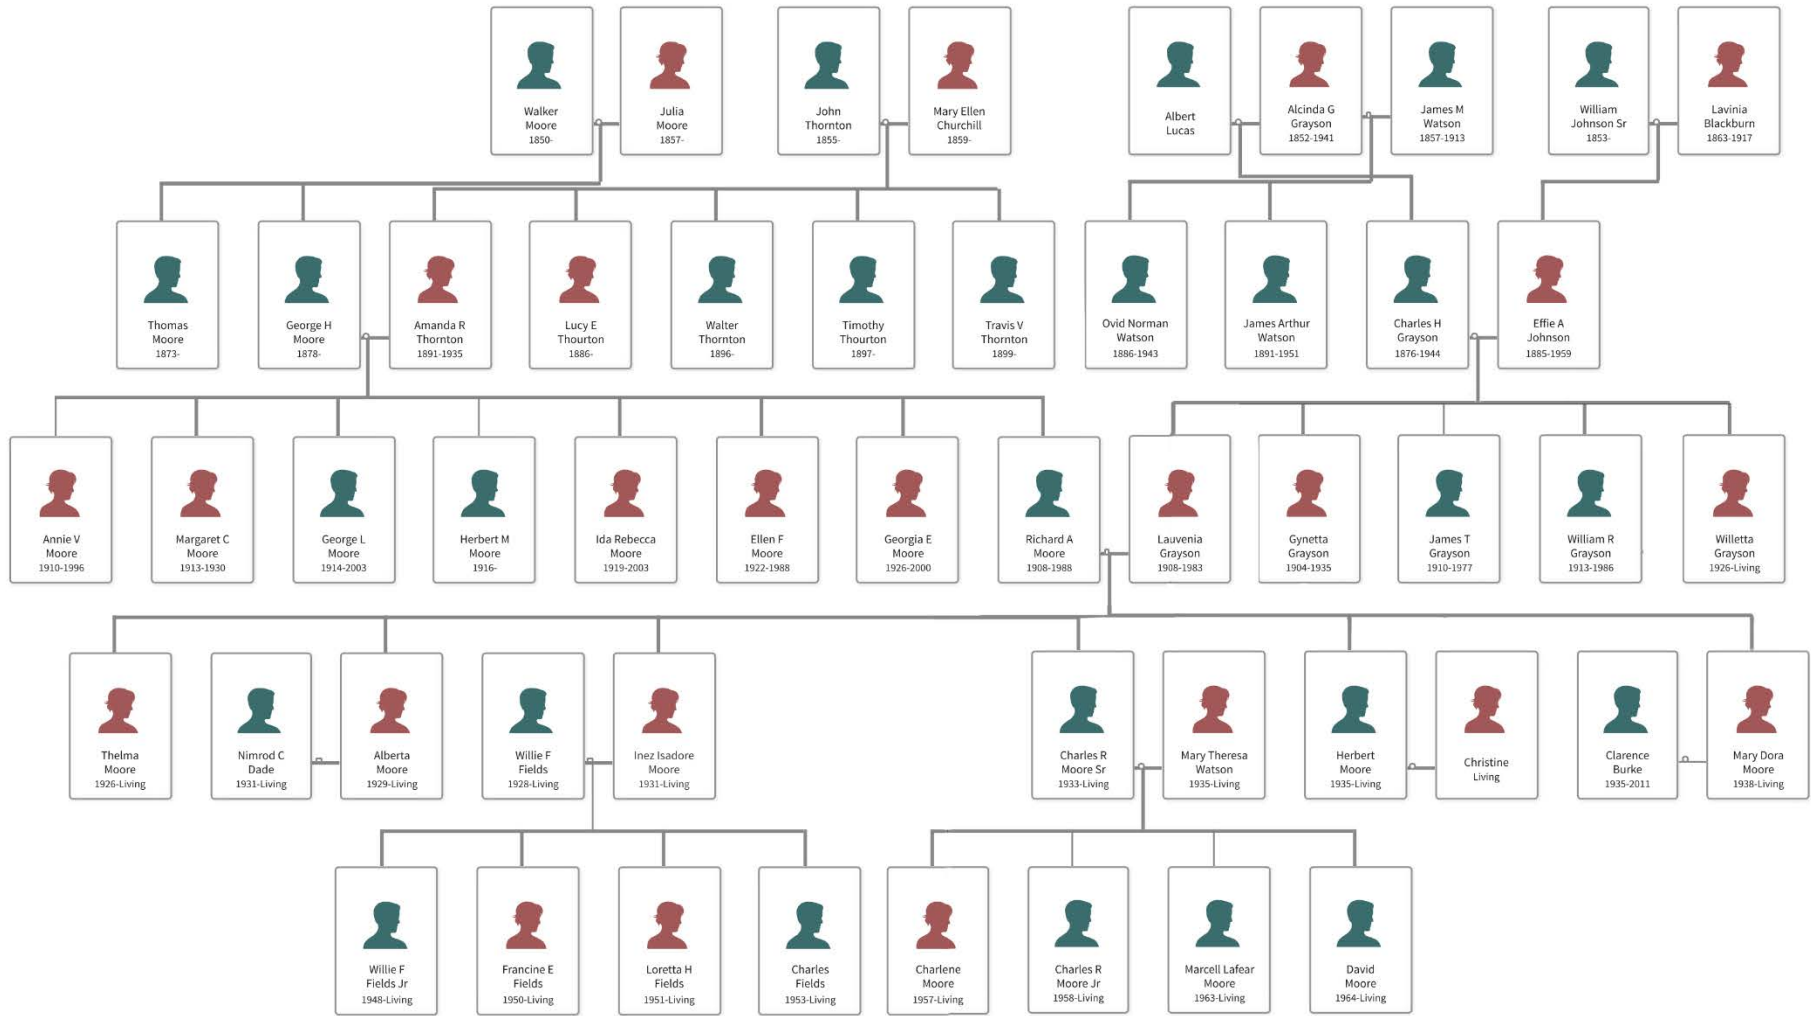 Walker
Moore
1850-
Julia
Moore
1857-
John
Thornton
1855-
Mary Ellen
Churchill
1859-
Albert
Lucas
Alcinda G
Grayson
1852-1941
James M
Watson
1857-1913
William
Johnson Sr
1853-
Lavinia
Blackburn
1863-1917
Thomas
Moore
1873-
George H
Moore
1878-
Amanda R
Thornton
1891-1935
Lucy E
Thourton
1886-
Walter
Thornton
1896-
Timothy
Thourton
1897-
Travis V
Thornton
1899-
Ovid Norman
Watson
1886-1943
James Arthur
Watson
1891-1951
Charles H
Grayson
1876-1944
Effie A
Johnson
1885-1959
Annie V
Moore
1910-1996
Margaret C
Moore
1913-1930
George L
Moore
1914-2003
Herbert M
Moore
1916-
Ida Rebecca
Moore
1919-2003
Ellen F
Moore
1922-1988
Georgia E
Moore
1926-2000
Richard A
Moore
1908-1988
Lauvenia
Grayson
1908-1983
Gynetta
Grayson
1904-1935
James T
Grayson
1910-1977
William R
Grayson
1913-1986
Willetta
Grayson
1926-Living
Thelma
Moore
1926-Living
Nimrod C
Dade
1931-Living
Alberta
Moore
1929-Living
Willie F
Fields
1928-Living
Inez Isadore
Moore
1931-Living
Charles R
Moore Sr
1933-Living
Mary Theresa
Watson
1935-Living
Herbert
Moore
1935-Living
Christine
Living
Clarence
Burke
1935-2011
Mary Dora
Moore
1938-Living
Willie F
Fields Jr
1948-Living
Francine E
Fields
1950-Living
Loretta H
Fields
1951-Living
Charles
Fields
1953-Living
Charlene
Moore
1957-Living
Charles R
Moore Jr
1958-Living
Marcell Lafear
Moore
1963-Living
David
Moore
1964-Living